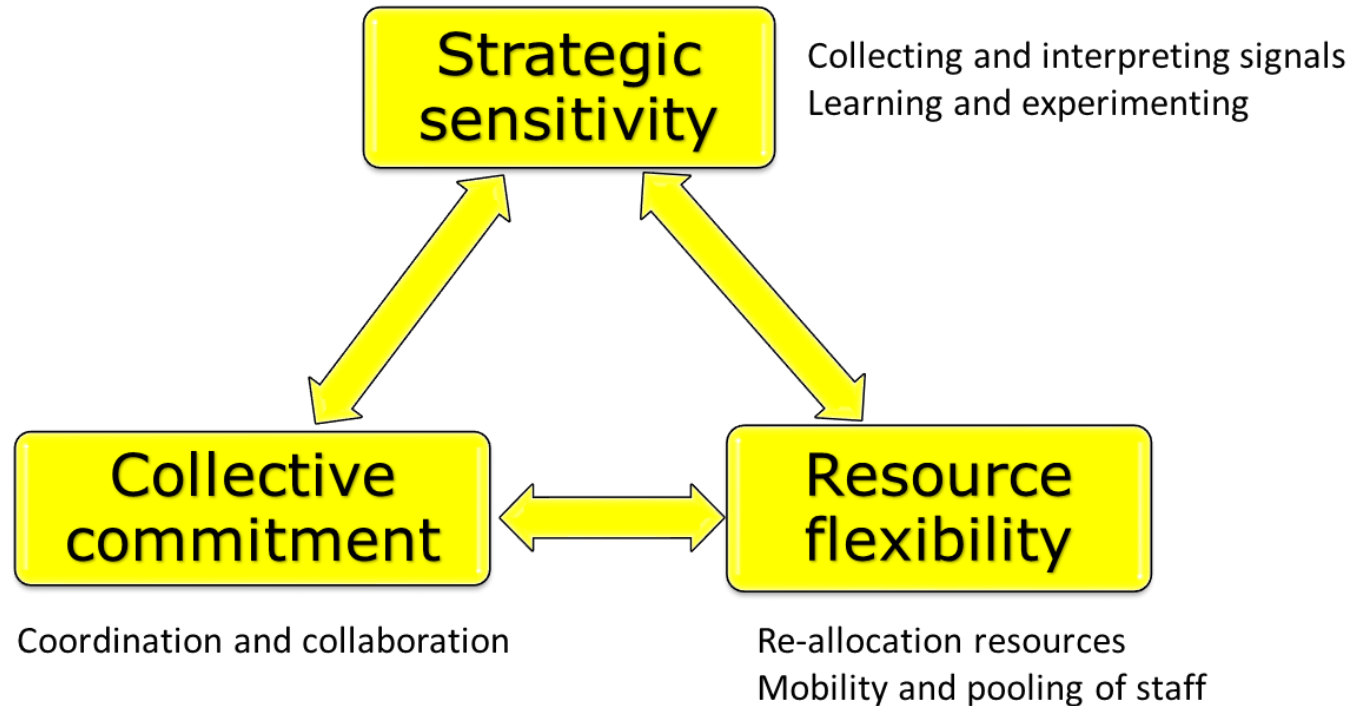 Strategic
sensitivity
Collecting and interpreting signals
Learning and experimenting
Collective
commitment
Coordination and collaboration
Resource
flexibility
Re-allocation resources
Mobility and pooling of staff